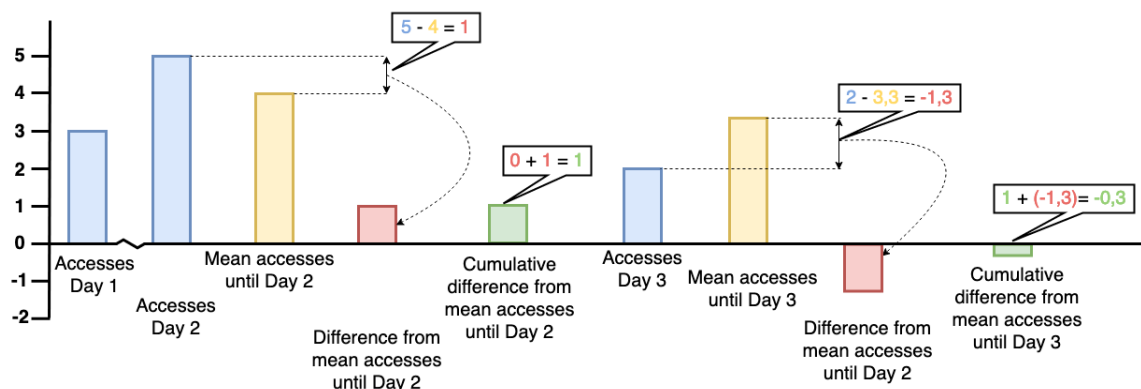 5 - 4 = 1
5
4
3
2
1
0
-1
-2
2 - 3,3 = -1,3
0 + 1 = 1
1 + (-1,3)= -0,3
Accesses
Day 1
Accesses
Day 2
Mean accesses
until Day 2
Difference from
mean accesses
until Day 2
Cumulative
difference from
mean accesses
until Day 2
Accesses
Day 3
Mean accesses
until Day 3
Difference from
mean accesses
until Day 2
Cumulative
difference from
mean accesses
until Day 3